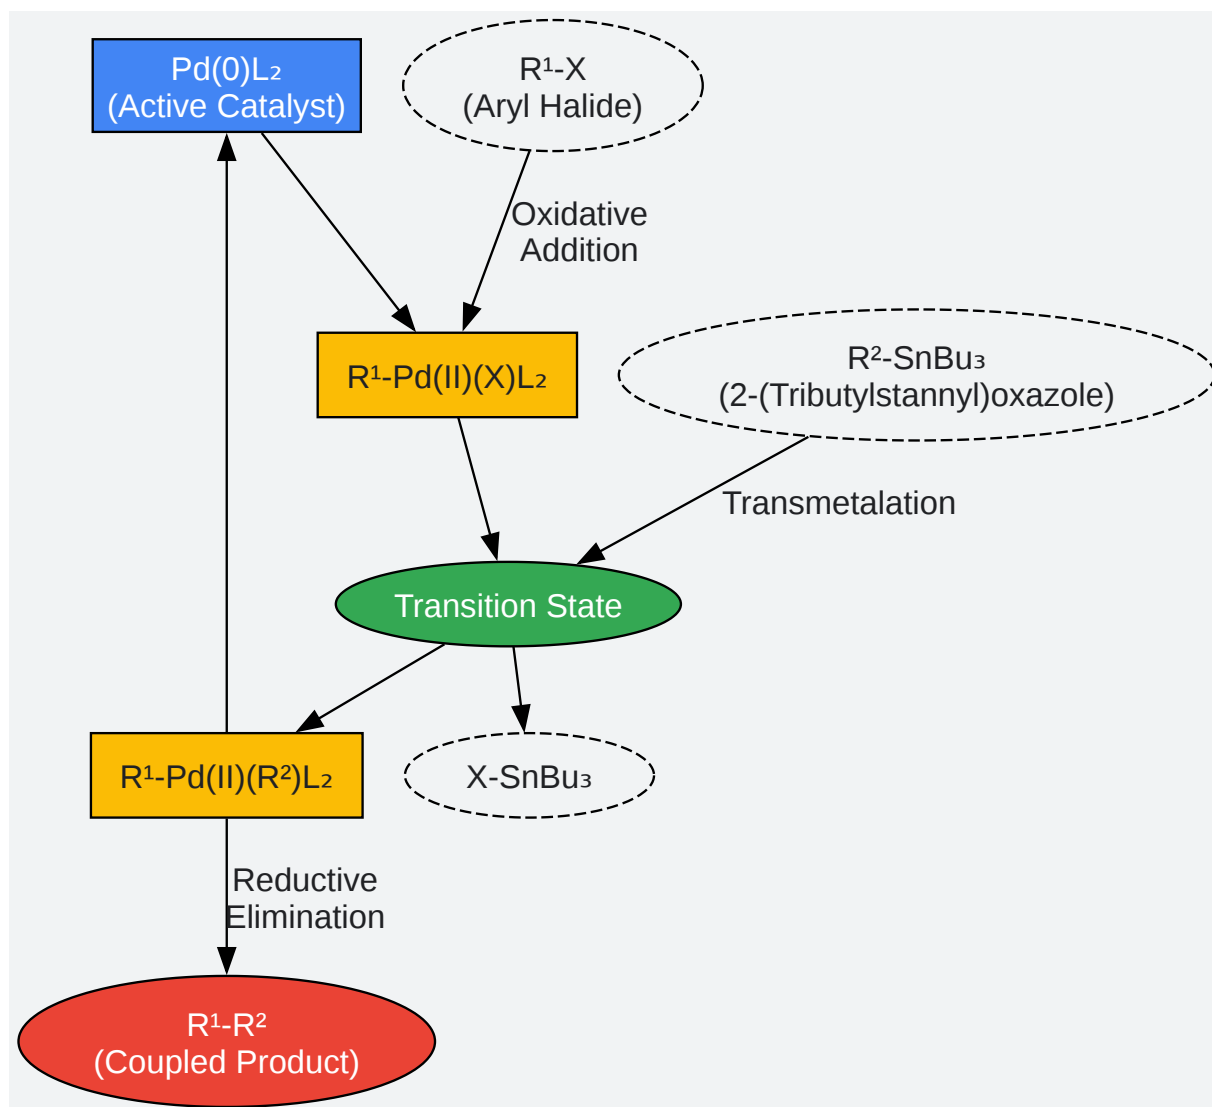 Pd(0)L₂
(Active Catalyst)
R¹-X
(Aryl Halide)
Oxidative
Addition
R¹-Pd(II)(X)L₂
R²-SnBu₃
(2-(Tributylstannyl)oxazole)
Transmetalation
Transition State
R¹-Pd(II)(R²)L₂
X-SnBu₃
Reductive
Elimination
R¹-R²
(Coupled Product)